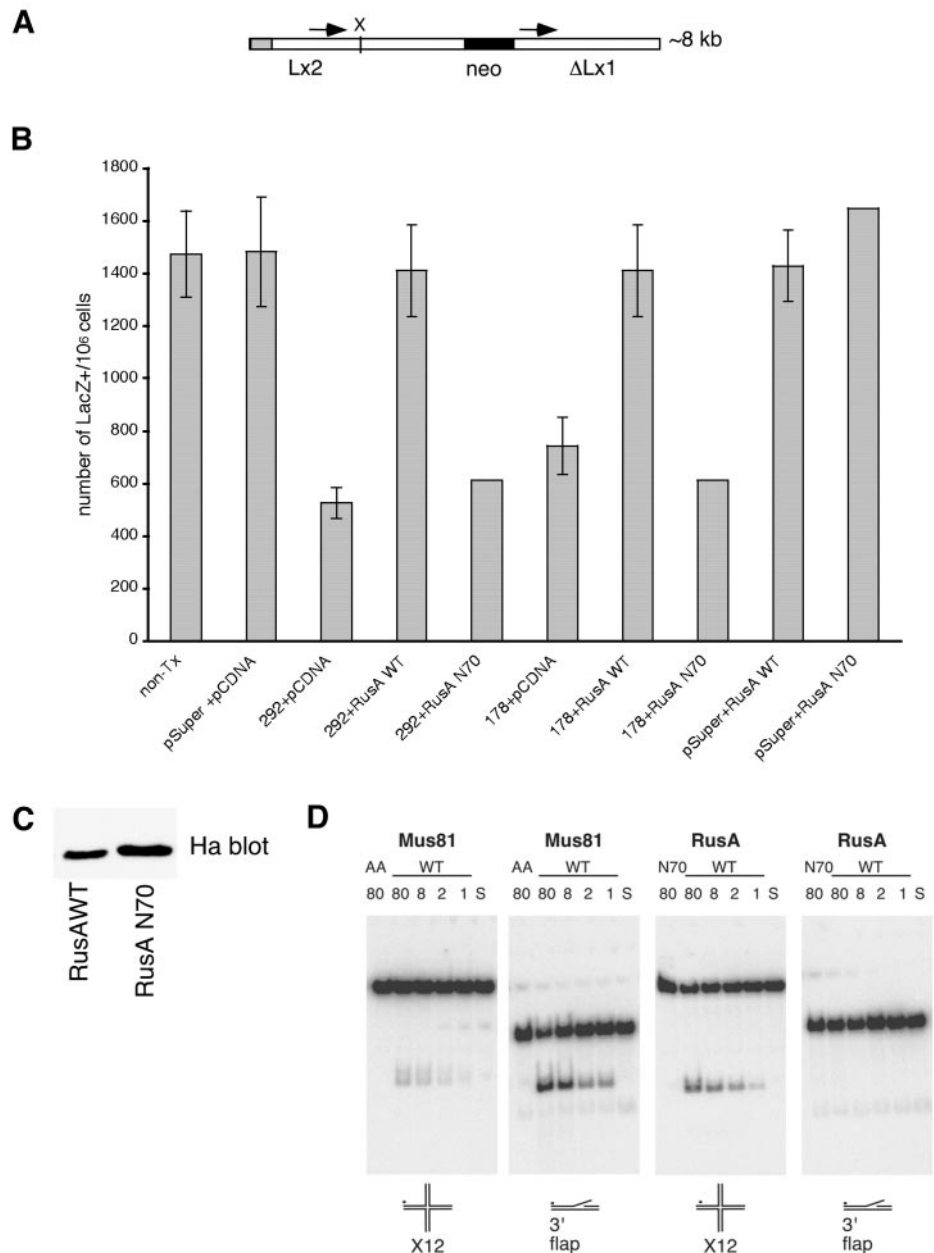 A
X
~8 kb
Lx2
neo
ΔLx1
B
number of LacZ+/10⁶ cells
1800
1600
1400
1200
1000
800
600
400
200
0
non-Tx
pSuper +pCDNA
292+pCDNA
292+RusA WT
292+RusA N70
178+pCDNA
178+RusA WT
178+RusA N70
pSuper+RusA WT
pSuper+RusA N70
C
Ha blot
RusAWT
RusA N70
D
Mus81 Mus81 RusA RusA
AA WT AA WT N70 WT N70 WT
80 80 8 2 1 S 80 80 8 2 1 S 80 80 8 2 1 S 80 80 8 2 1 S
X12
3'
flap
X12
3'
flap